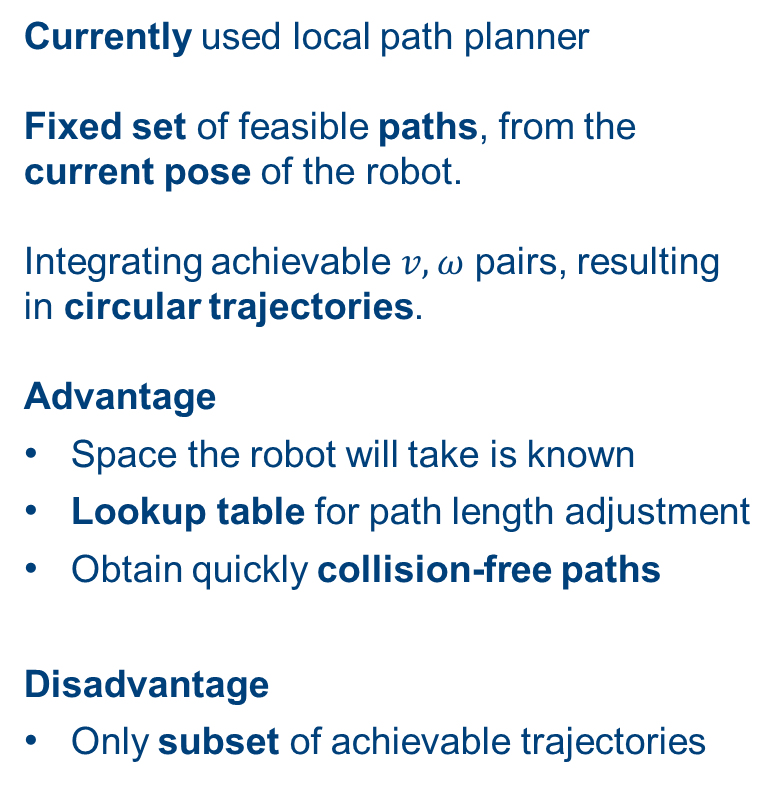 Currently used local path planner
Fixed set of feasible paths, from the
current pose of the robot.
Integrating achievable 𝑣, 𝜔 pairs, resulting
in circular trajectories.
Advantage
• Space the robot will take is known
• Lookup table for path length adjustment
• Obtain quickly collision-free paths
Disadvantage
• Only subset of achievable trajectories